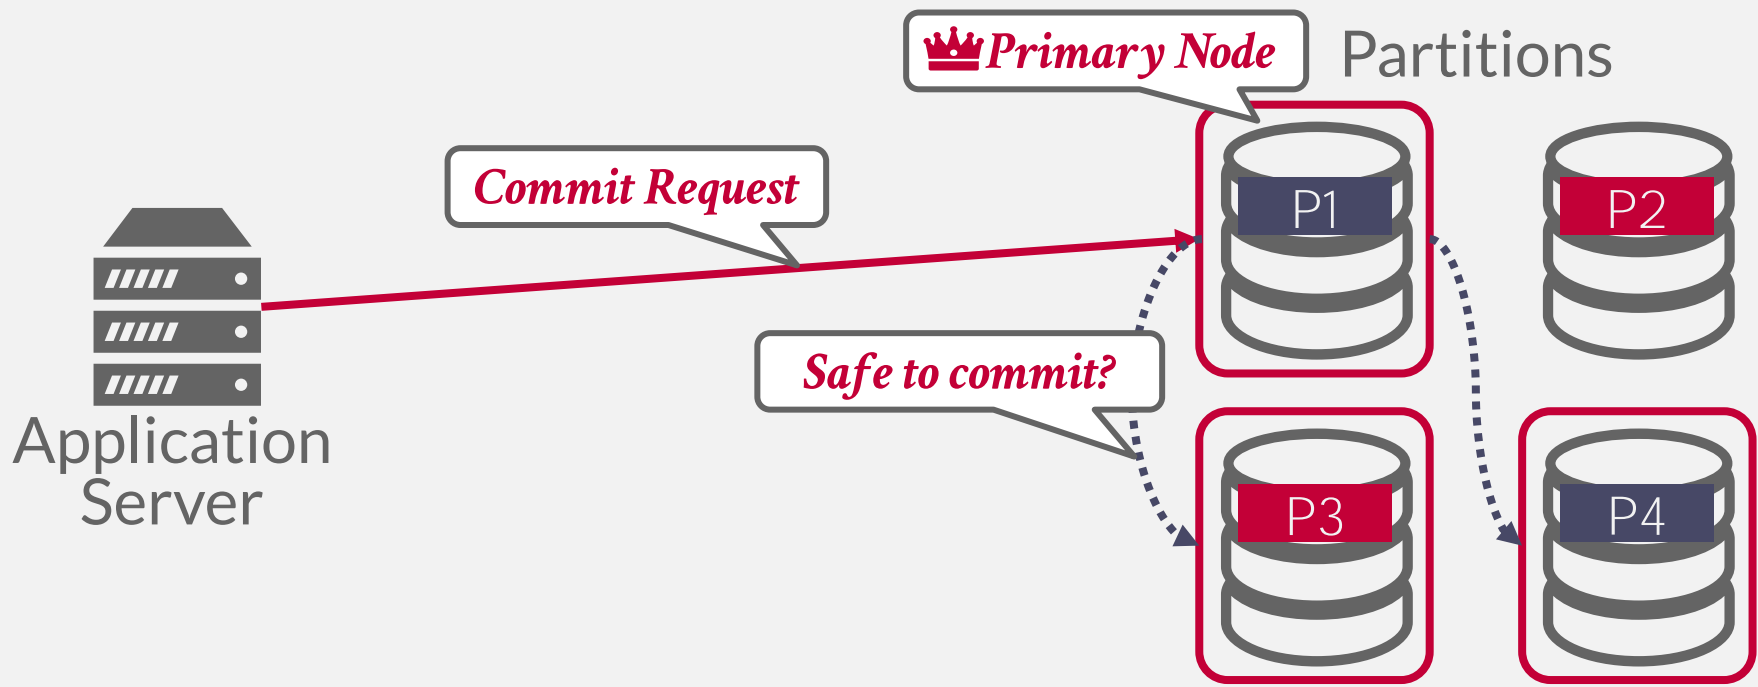 Primary Node
Partitions
Commit Request
P1
P2
Safe to commit?
Application
Server
P3
P4